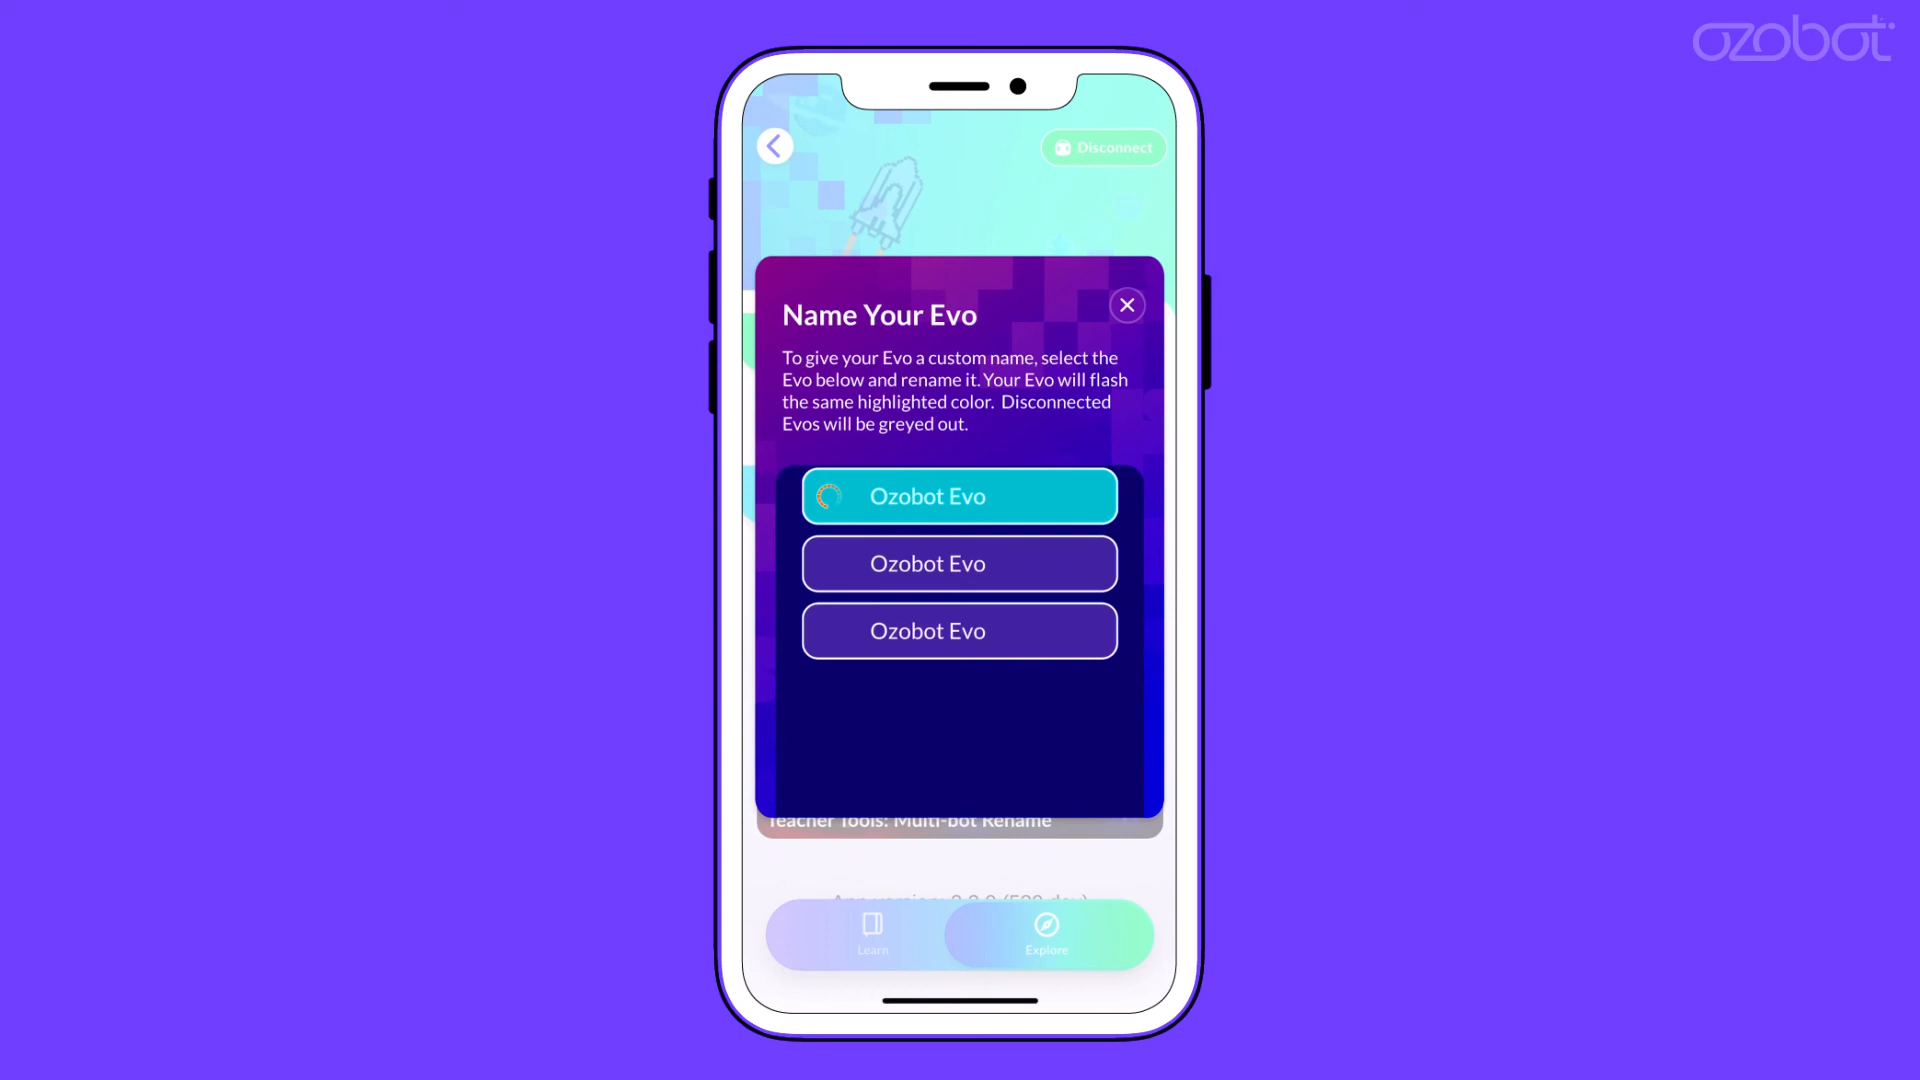 ozobot
Disconnect
Name Your Evo
To give your Evo a custom name, select the
Evo below and rename it. Your Evo will flash
the same highlighted color. Disconnected
Evos will be greyed out.
Ozobot Evo
Ozobot Evo
Ozobot Evo
Teacher Tools: Multi-bot Rename
App version:
Learn
Explore